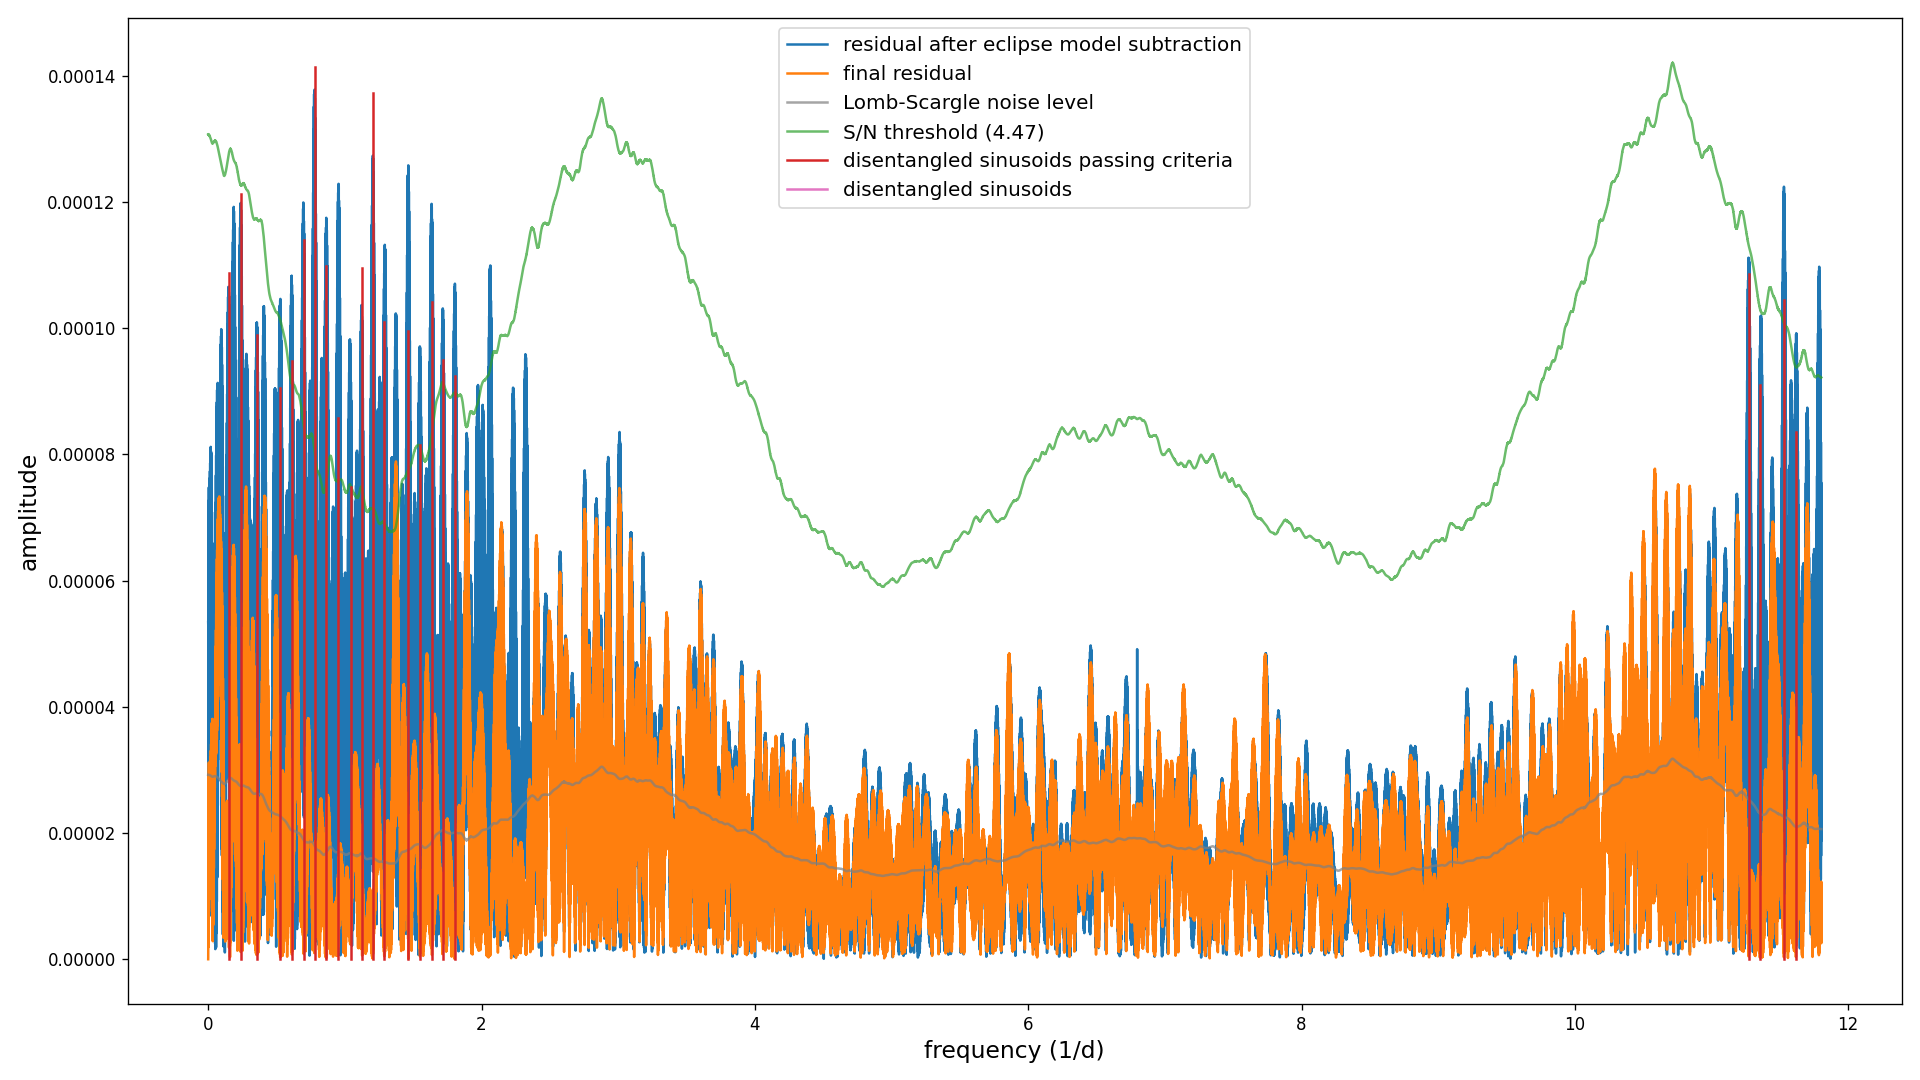 residual after eclipse model subtraction
final residual
Lomb-Scargle noise level
S/N threshold (4.47)
disentangled sinusoids passing criteria
disentangled sinusoids
amplitude
0.00014
0.00012
0.00010
0.00008
0.00006
0.00004
0.00002
0.00000
0 2 4 6 8 10 12
frequency (1/d)